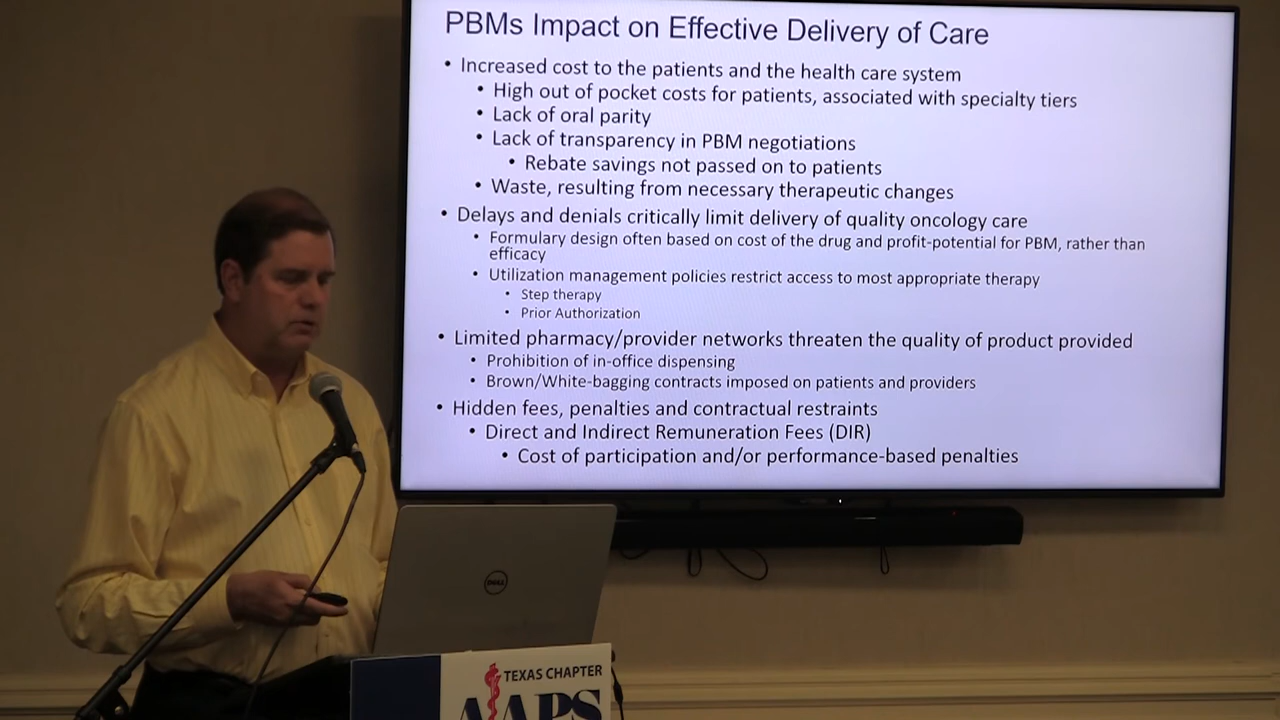 PBMs Impact on Effective Delivery of Care
• Increased cost to the patients and the health care system
• High out of pocket costs for patients, associated with specialty tiers
• Lack of oral parity
• Lack of transparency in PBM negotiations
• Rebate savings not passed on to patients
• Waste, resulting from necessary therapeutic changes
• Delays and denials critically limit delivery of quality oncology care
• Formulary design often based on cost of the drug and profit-potential for PBM, rather than
efficacy
• Utilization management policies restrict access to most appropriate therapy
• Step therapy
• Prior Authorization
• Limited pharmacy/provider networks threaten the quality of product provided
• Prohibition of in-office dispensing
• Brown/White-bagging contracts imposed on patients and providers
• Hidden fees, penalties and contractual restraints
• Direct and Indirect Remuneration Fees (DIR)
• Cost of participation and/or performance-based penalties
DELL
TEXAS CHAPTER
AAPS